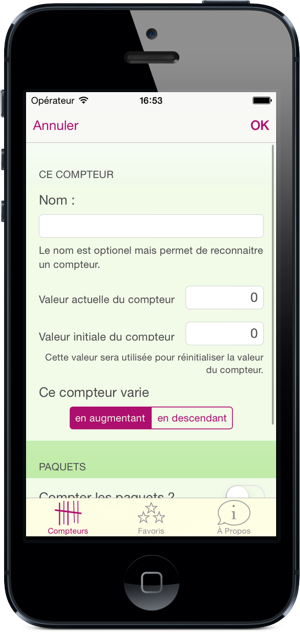 Opérateur 16:53
Annuler OK
CE COMPTEUR
Nom :
Le nom est optionel mais permet de reconnaitre
un compteur.
Valeur actuelle du compteur 0
Valeur initiale du compteur 0
Cette valeur sera utilisée pour réinitialiser la valeur
du compteur.
Ce compteur varie
en augmentant en descendant
PAQUETS
Compter les paquets ?
Compteurs Favoris À Propos